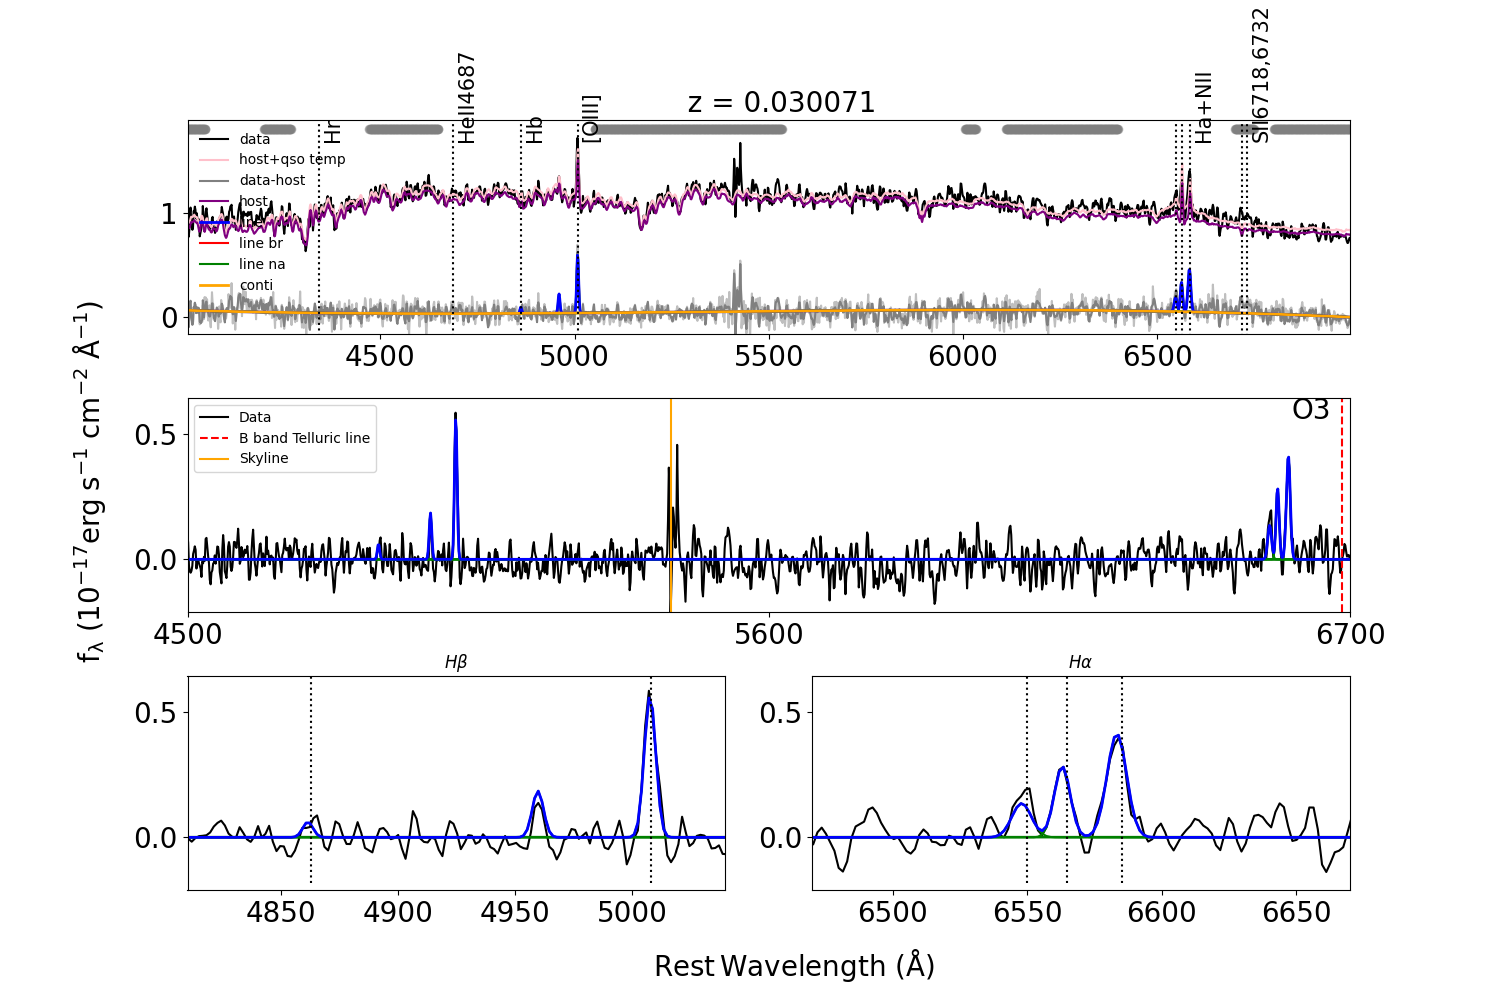 Hr
HeII4687
Hb
[OIII]
Ha+NII
SII6718,6732
z = 0.030071
data
host+qso temp
data-host
host
line
line br
line na
conti
1
0
4500
5000
5500
6000
6500
Data
B band Telluric line
Skyline
O3
0.5
0.0
4500
5600
6700
f_λ (10^−17 erg s^−1 cm^−2 Å^−1)
Hβ
0.5
0.0
4850
4900
4950
5000
Hα
0.5
0.0
6500
6550
6600
6650
Rest Wavelength (Å)